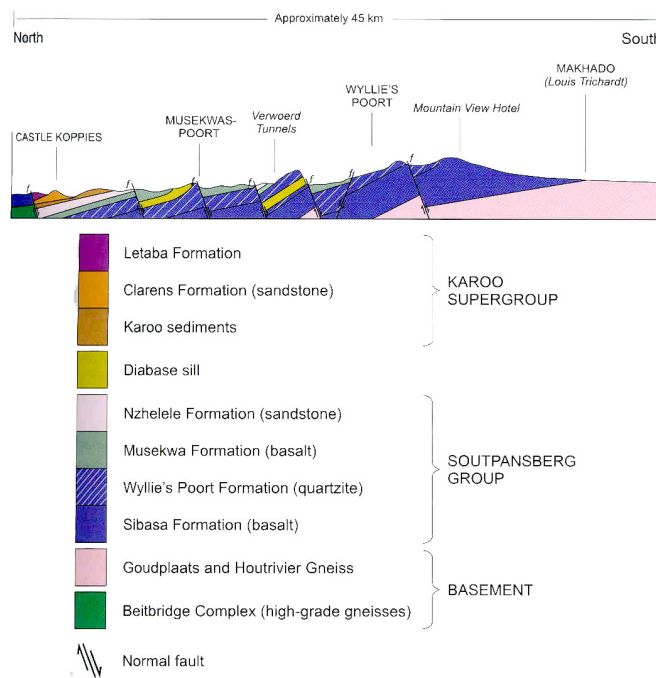 Approximately 45 km
North
South
MAKHADO
(Louis Trichardt)
WYLLIE'S
POORT
Mountain View Hotel
MUSEKWAS-
POORT
Verwoerd
Tunnels
CASTLE KOPPIES
f
f
f
f
f
f
f
f
Letaba Formation
Clarens Formation (sandstone)
Karoo sediments
KAROO
SUPERGROUP
Diabase sill
Nzhelele Formation (sandstone)
Musekwa Formation (basalt)
Wyllie's Poort Formation (quartzite)
Sibasa Formation (basalt)
SOUTPANSBERG
GROUP
Goudplaats and Houtrivier Gneiss
Beitbridge Complex (high-grade gneisses)
BASEMENT
Normal fault